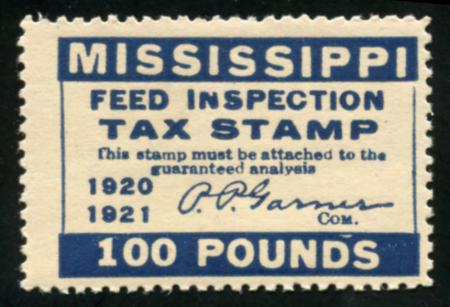 MISSISSIPPI
FEED INSPECTION
TAX STAMP
This stamp must be attached to the
guaranteed analysis
1920
1921 P. P. Garner
COM.
100 POUNDS